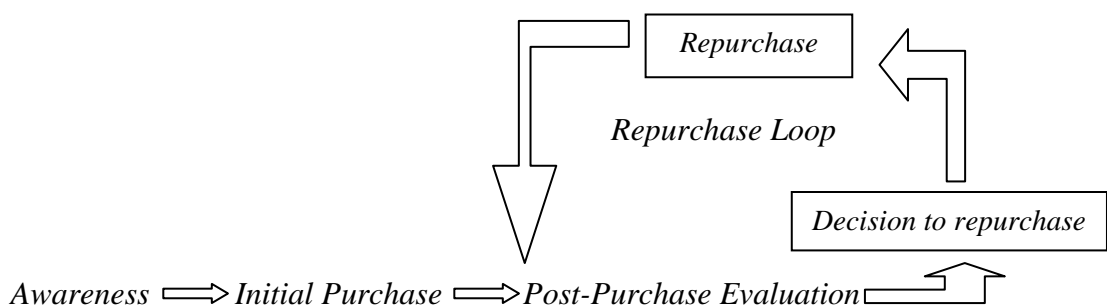 Repurchase
Repurchase Loop
Decision to repurchase
Awareness Initial Purchase Post-Purchase Evaluation